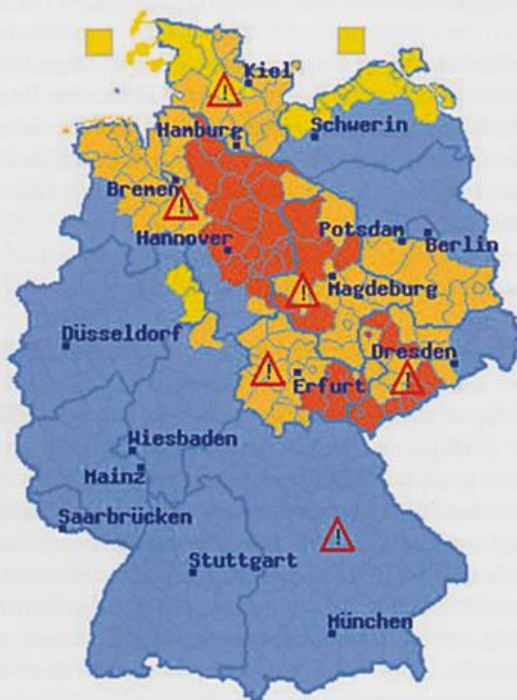 Kiel
Hamburg
Schwerin
Bremen
Hannover
Potsdam
Berlin
Magdeburg
Düsseldorf
Dresden
Erfurt
Wiesbaden
Mainz
Saarbrücken
Stuttgart
München